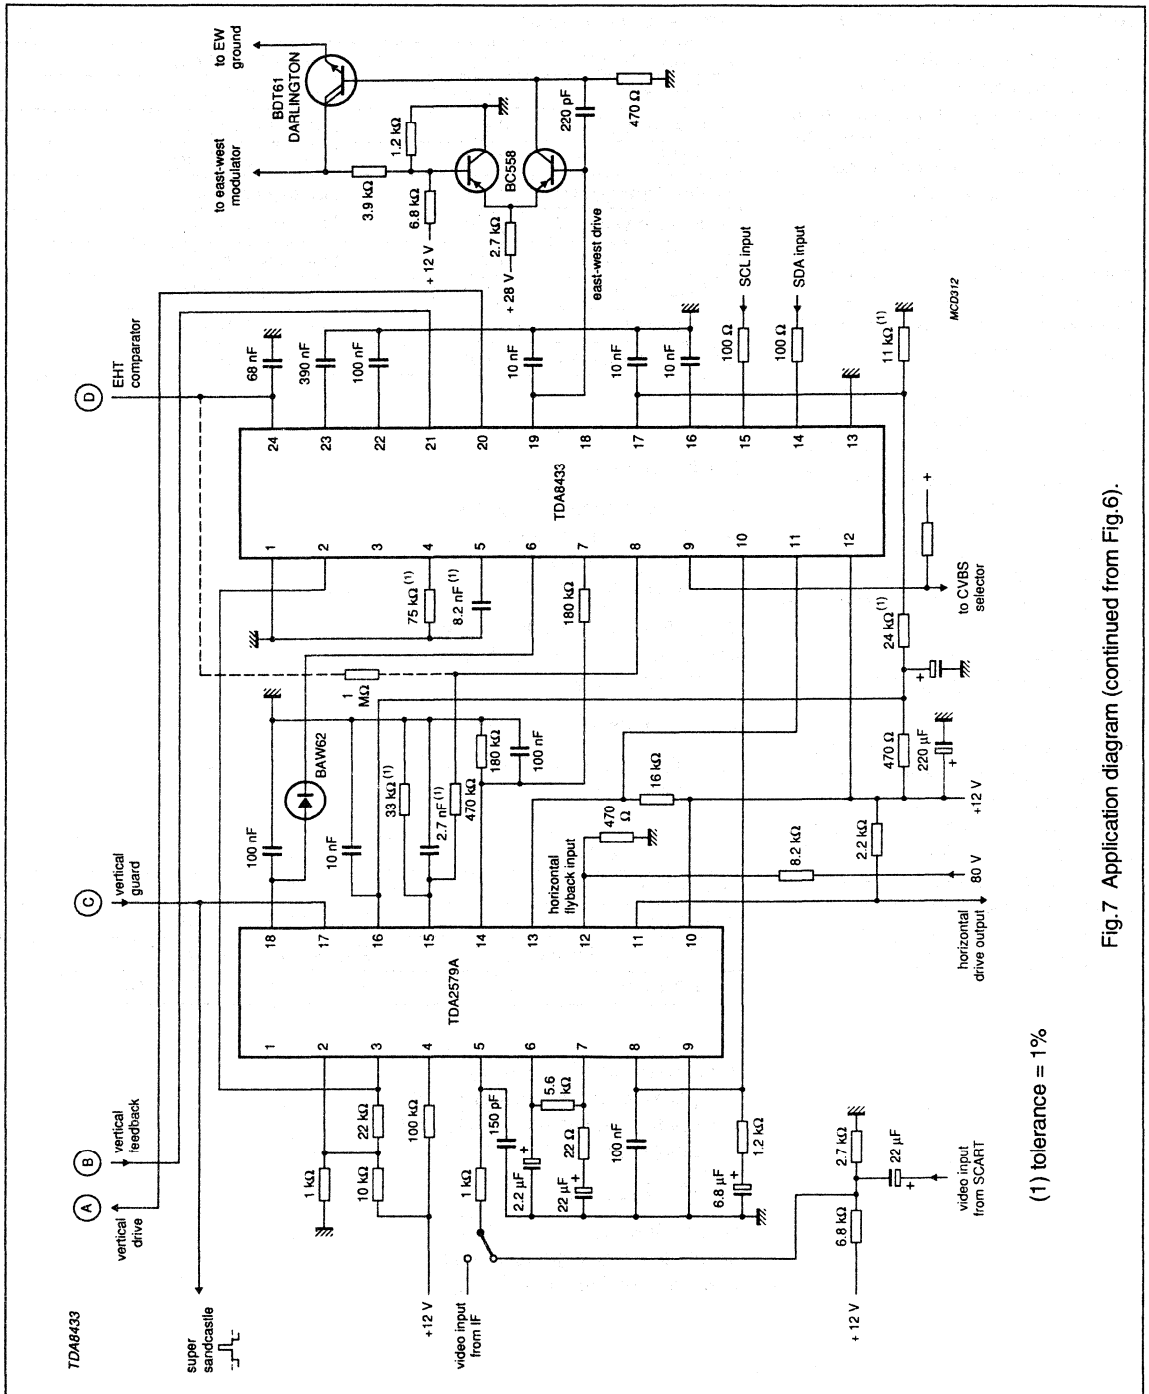 to EW
ground
BDT61
DARLINGTON
to east-west
modulator
1.2 kΩ
3.9 kΩ
6.8 kΩ
+ 12 V
BC558
2.7 kΩ
+ 28 V
220 pF
470 Ω
east-west drive
D
EHT
comparator
68 nF
390 nF
100 nF
10 nF
10 nF
10 nF
SCL input
100 Ω
SDA input
100 Ω
11 kΩ (1)
MCD312
24
23
22
21
20
19
18
17
16
15
14
13
TDA8433
1
2
3
4
5
6
7
8
9
10
11
12
75 kΩ (1)
8.2 nF (1)
180 kΩ
+
to CVBS
selector
24 kΩ (1)
1
MΩ
+
BAW62
100 nF
10 nF
33 kΩ (1)
2.7 nF (1)
470 kΩ
180 kΩ
100 nF
16 kΩ
470
Ω
470 Ω
220 µF
+
+12 V
2.2 kΩ
8.2 kΩ
80 V
horizontal
flyback input
horizontal
drive output
C
vertical
guard
18
17
16
15
14
13
12
11
10
TDA2579A
1
2
3
4
5
6
7
8
9
B
vertical
feedback
A
vertical
drive
22 kΩ
1 kΩ
10 kΩ
100 kΩ
+12 V
150 pF
1 kΩ
5.6
kΩ
2.2 µF
+
22 Ω
22 µF
+
100 nF
1.2 kΩ
6.8 µF
+
2.7 kΩ
22 µF
+
6.8 kΩ
+ 12 V
video input
from SCART
video input
from IF
super
sandcastle
TDA8433
(1) tolerance = 1%
Fig.7 Application diagram (continued from Fig.6).